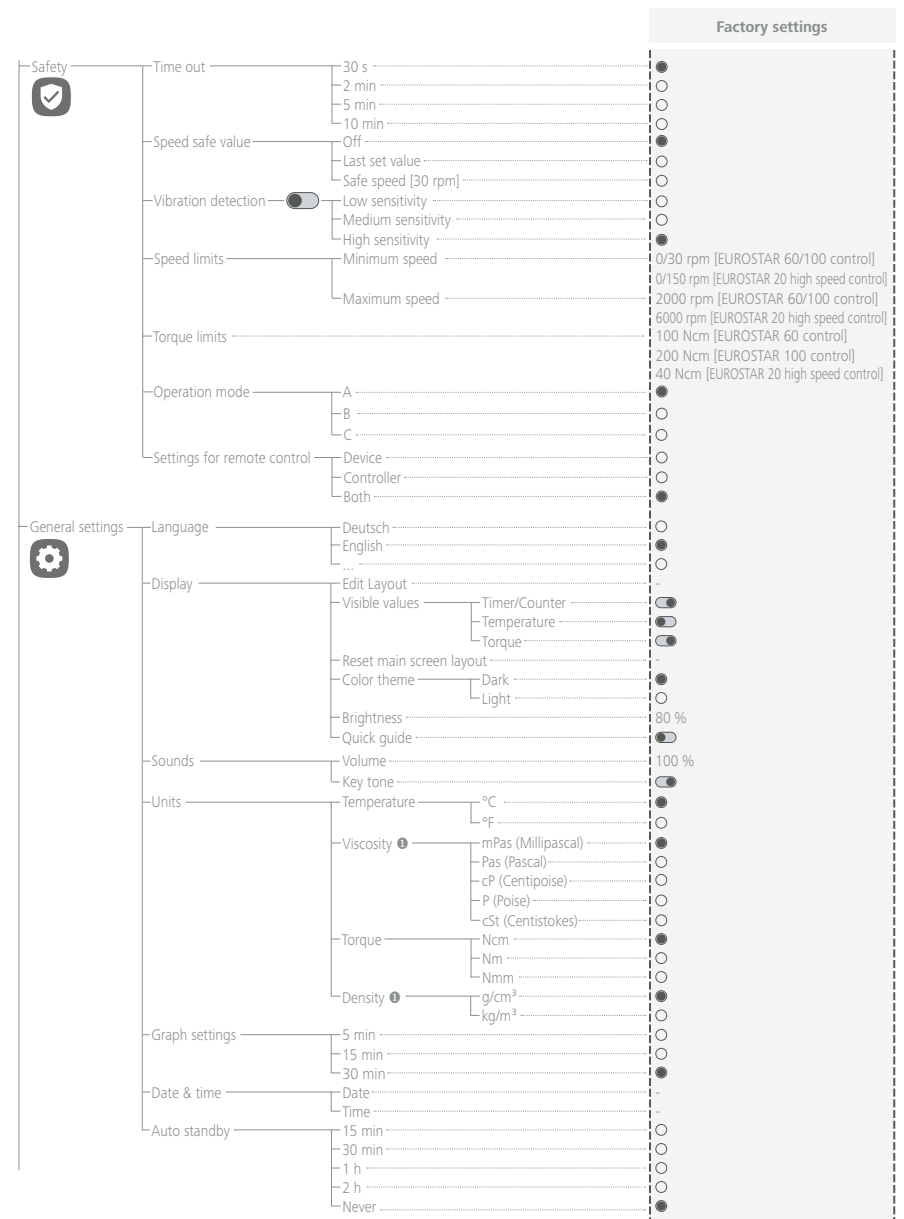 Factory settings
Safety Time out 30 s
2 min
5 min
10 min
Speed safe value Off
Last set value
Safe speed [30 rpm]
Vibration detection Low sensitivity
Medium sensitivity
High sensitivity
Speed limits Minimum speed 0/30 rpm [EUROSTAR 60/100 control]
0/150 rpm [EUROSTAR 20 high speed control]
Maximum speed 2000 rpm [EUROSTAR 60/100 control]
6000 rpm [EUROSTAR 20 high speed control]
Torque limits 100 Ncm [EUROSTAR 60 control]
200 Ncm [EUROSTAR 100 control]
40 Ncm [EUROSTAR 20 high speed control]
Operation mode A
B
C
Settings for remote control Device
Controller
Both
General settings Language Deutsch
English
...
Display Edit Layout -
Visible values Timer/Counter
Temperature
Torque
Reset main screen layout -
Color theme Dark
Light
Brightness 80 %
Quick guide
Sounds Volume 100 %
Key tone
Units Temperature °C
°F
Viscosity ❶ mPas (Millipascal)
Pas (Pascal)
cP (Centipoise)
P (Poise)
cSt (Centistokes)
Torque Ncm
Nm
Nmm
Density ❶ g/cm³
kg/m³
Graph settings 5 min
15 min
30 min
Date & time Date -
Time -
Auto standby 15 min
30 min
1 h
2 h
Never